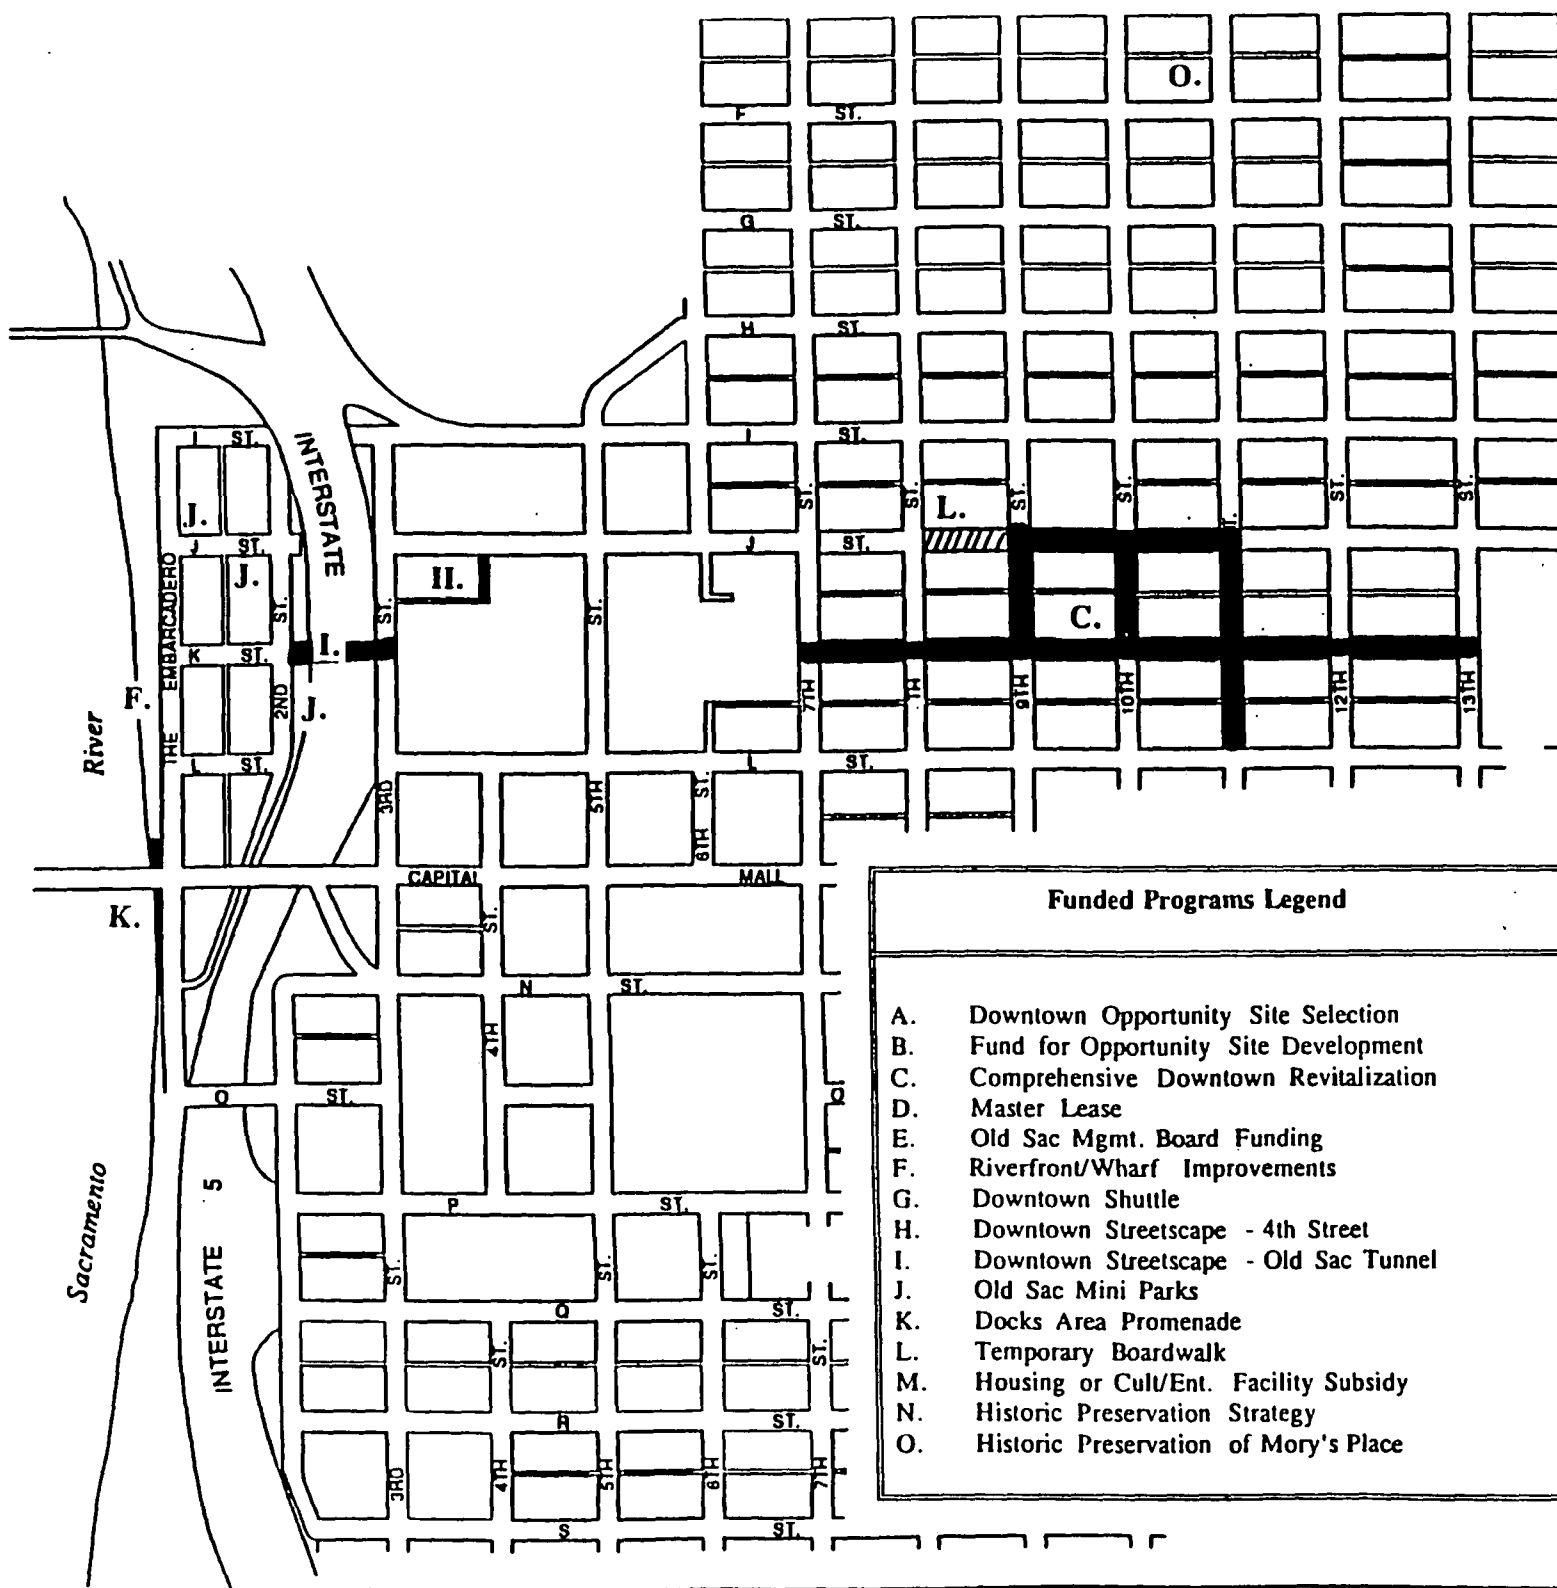 O.
F ST.
G ST.
H ST.
I ST.
I ST.
INTERSTATE
ST.
ST.
ST.
ST.
ST.
ST.
L.
J.
J ST.
J ST.
J.
II.
THE EMBARCADERO
ST.
ST.
ST.
C.
I.
K ST.
F.
2ND
J.
7TH
TH
9TH
10TH
12TH
13TH
River
L ST.
L ST.
3RD
5TH
ST.
6TH
CAPITAL MALL
K.
ST.
N ST.
4TH
O ST.
O
Sacramento
INTERSTATE 5
P ST.
ST.
ST.
ST.
Q ST.
ST.
ST.
R ST.
3RD
4TH
5TH
6TH
7TH
S ST.
Funded Programs Legend
A. Downtown Opportunity Site Selection
B. Fund for Opportunity Site Development
C. Comprehensive Downtown Revitalization
D. Master Lease
E. Old Sac Mgmt. Board Funding
F. Riverfront/Wharf Improvements
G. Downtown Shuttle
H. Downtown Streetscape - 4th Street
I. Downtown Streetscape - Old Sac Tunnel
J. Old Sac Mini Parks
K. Docks Area Promenade
L. Temporary Boardwalk
M. Housing or Cult/Ent. Facility Subsidy
N. Historic Preservation Strategy
O. Historic Preservation of Mory's Place